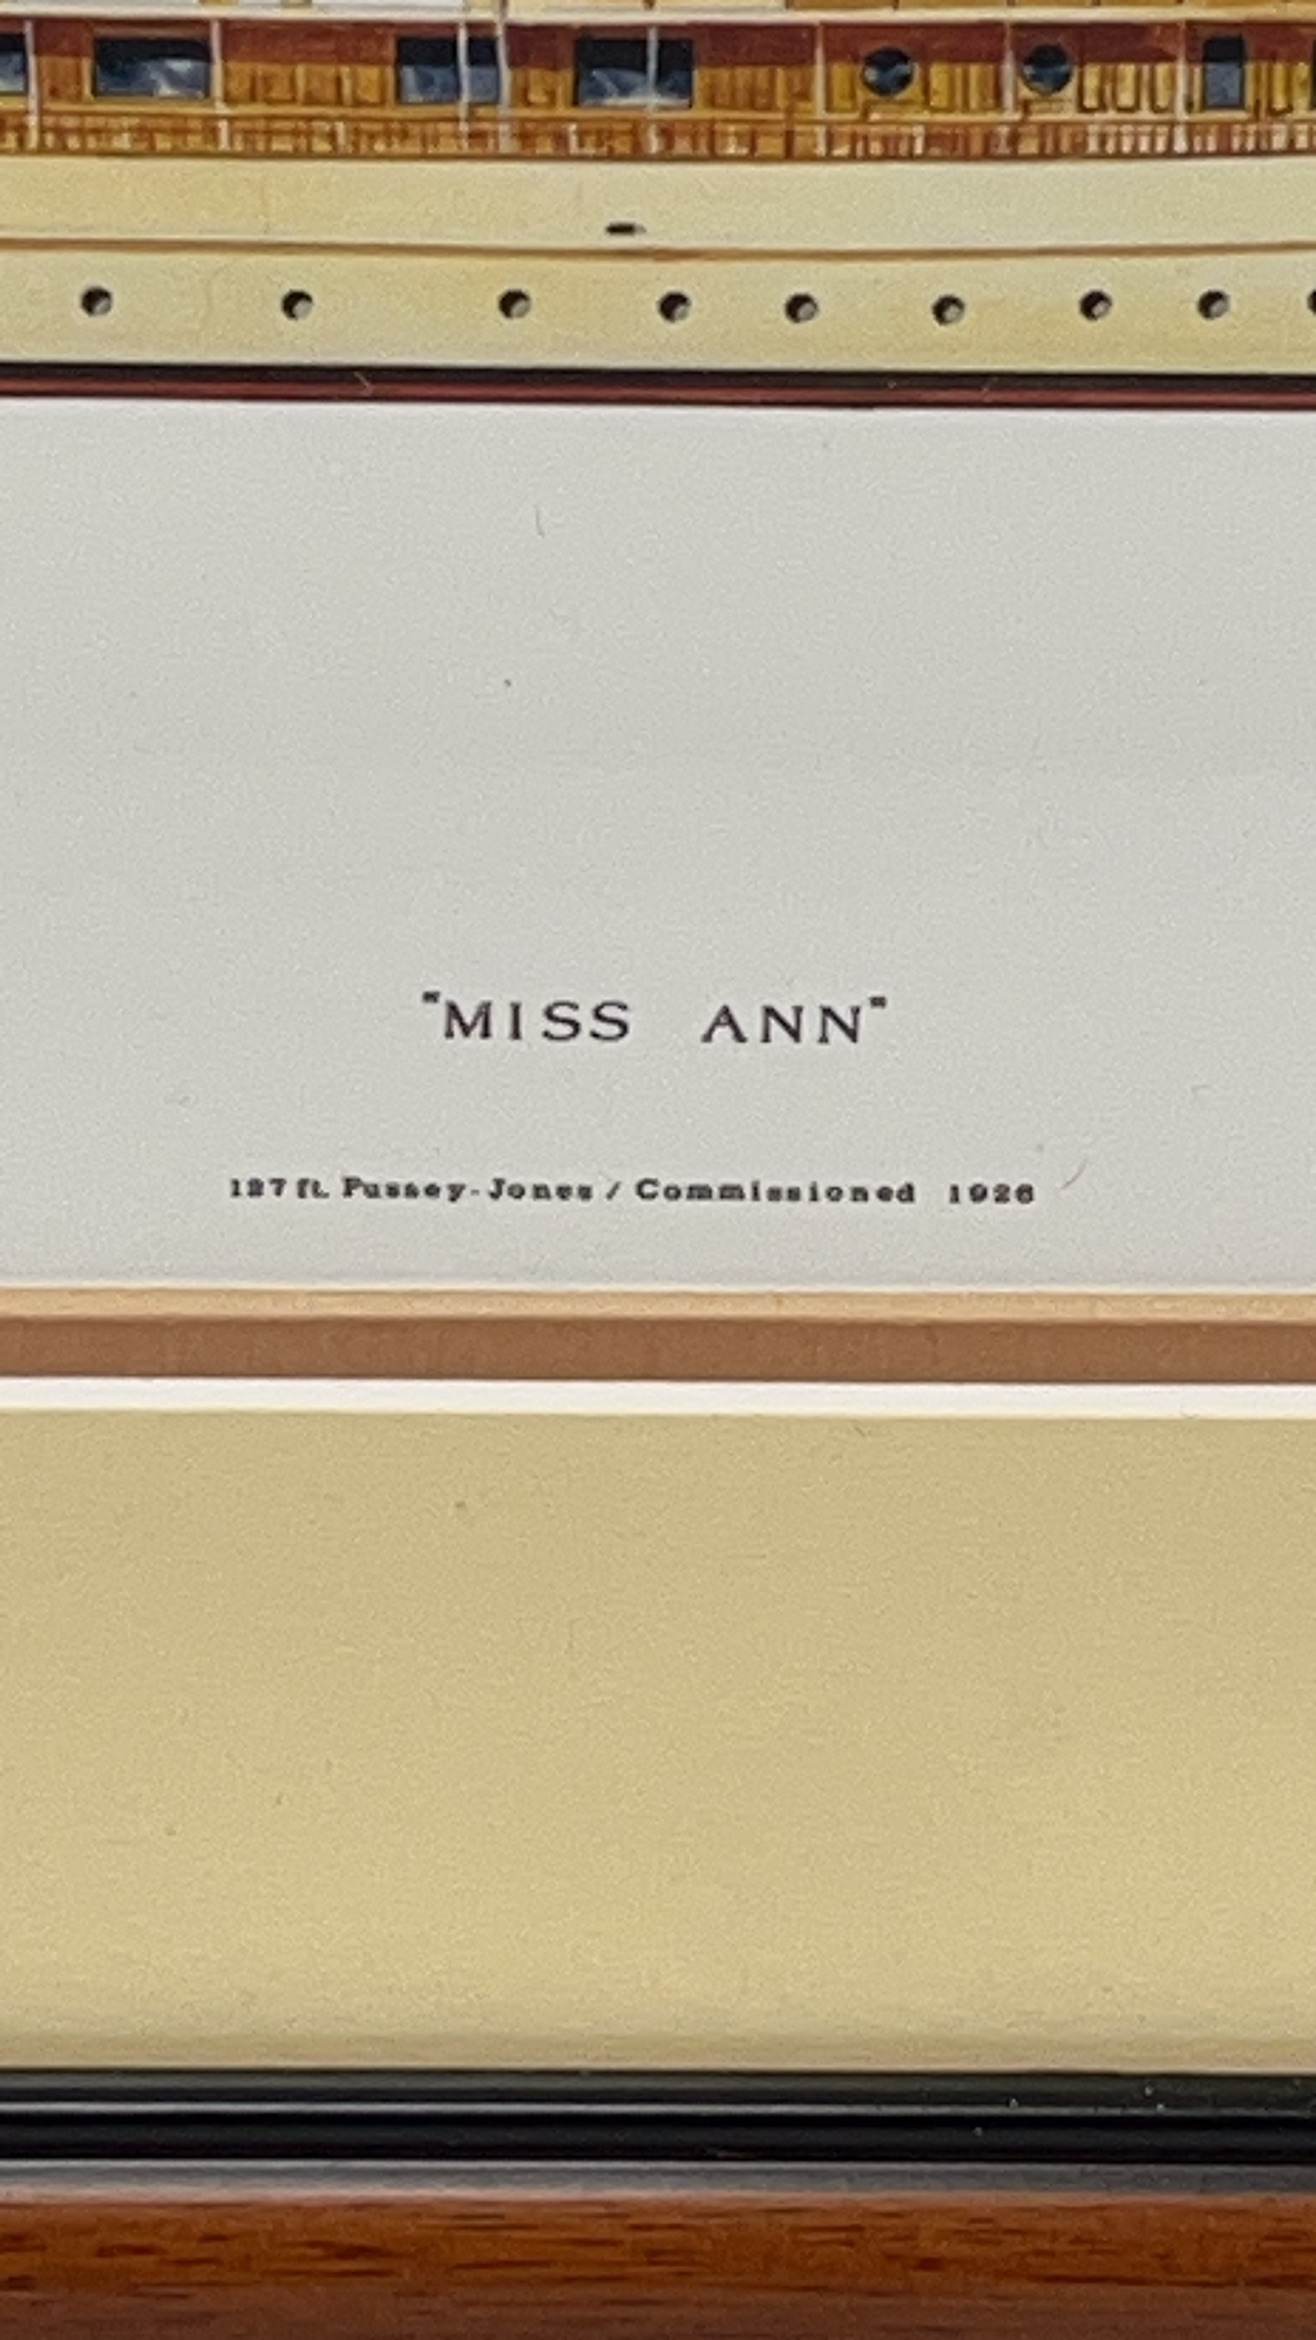 "MISS ANN"
127 ft. Pussey-Jones / Commissioned 1926